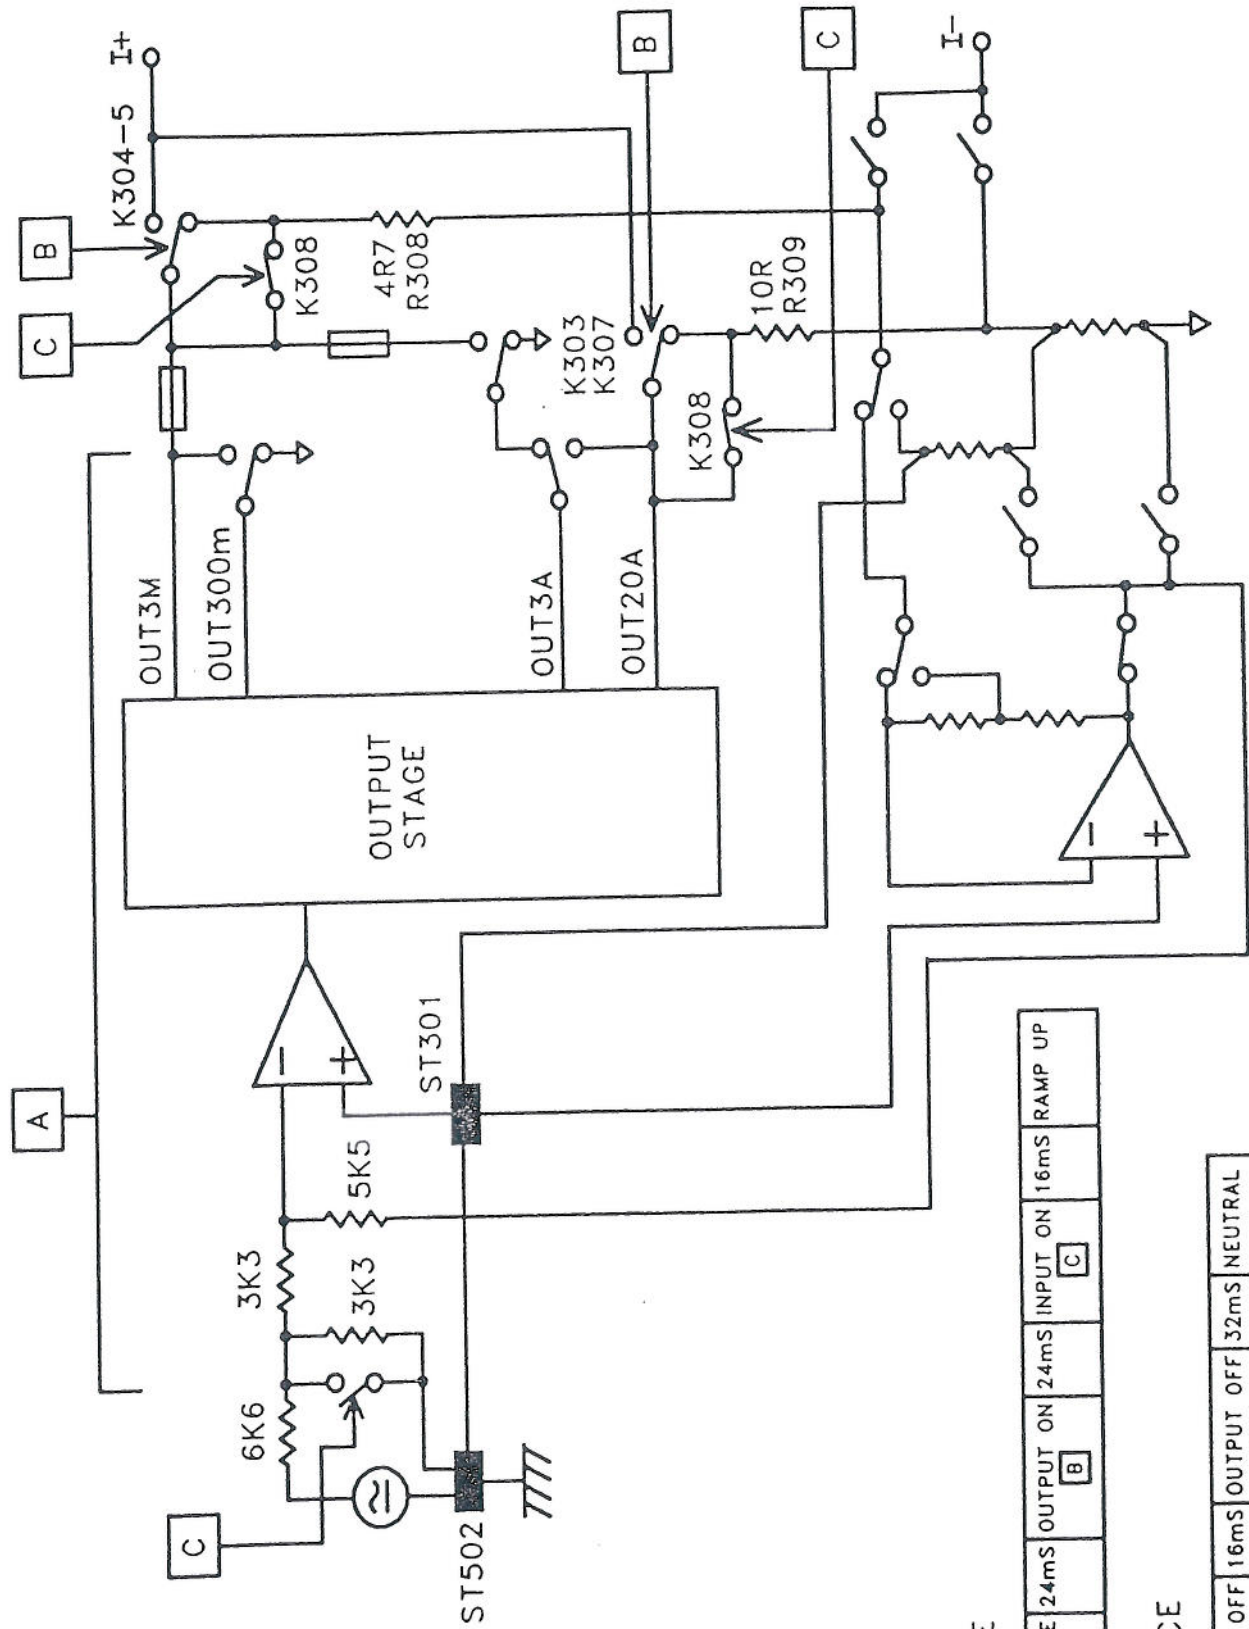 A
B
C
K304-5
I+
OUT3M
OUT300m
K308
4R7
R308
B
C
OUT3A
OUT20A
K303
K307
K308
10R
R309
I-
OUTPUT
STAGE
C
6K6
3K3
3K3
5K5
ST502
ST301
-
+
-
+
E
E 24mS OUTPUT ON 24mS INPUT ON 16mS RAMP UP
B C
CE
OFF 16mS OUTPUT OFF 32mS NEUTRAL